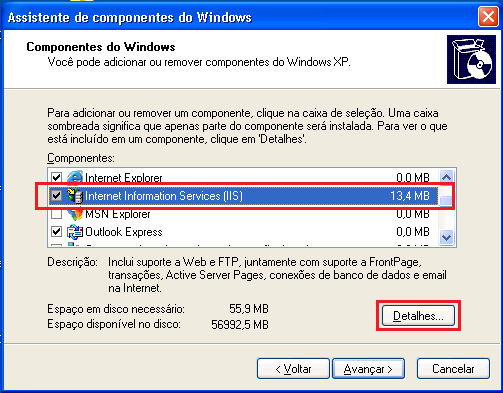 Assistente de componentes do Windows
Componentes do Windows
Você pode adicionar ou remover componentes do Windows XP.
Para adicionar ou remover um componente, clique na caixa de seleção. Uma caixa
sombreada significa que apenas parte do componente será instalada. Para ver o que
está incluído em um componente, clique em 'Detalhes'.
Componentes:
Internet Explorer 0,0 MB
Internet Information Services (IIS) 13,4 MB
MSN Explorer 0,0 MB
Outlook Express 0,0 MB
Descrição: Inclui suporte a Web e FTP, juntamente com suporte a FrontPage,
transações, Active Server Pages, conexões de banco de dados e email
na Internet.
Espaço em disco necessário: 55,9 MB
Espaço disponível no disco: 56992,5 MB
Detalhes...
< Voltar Avançar > Cancelar